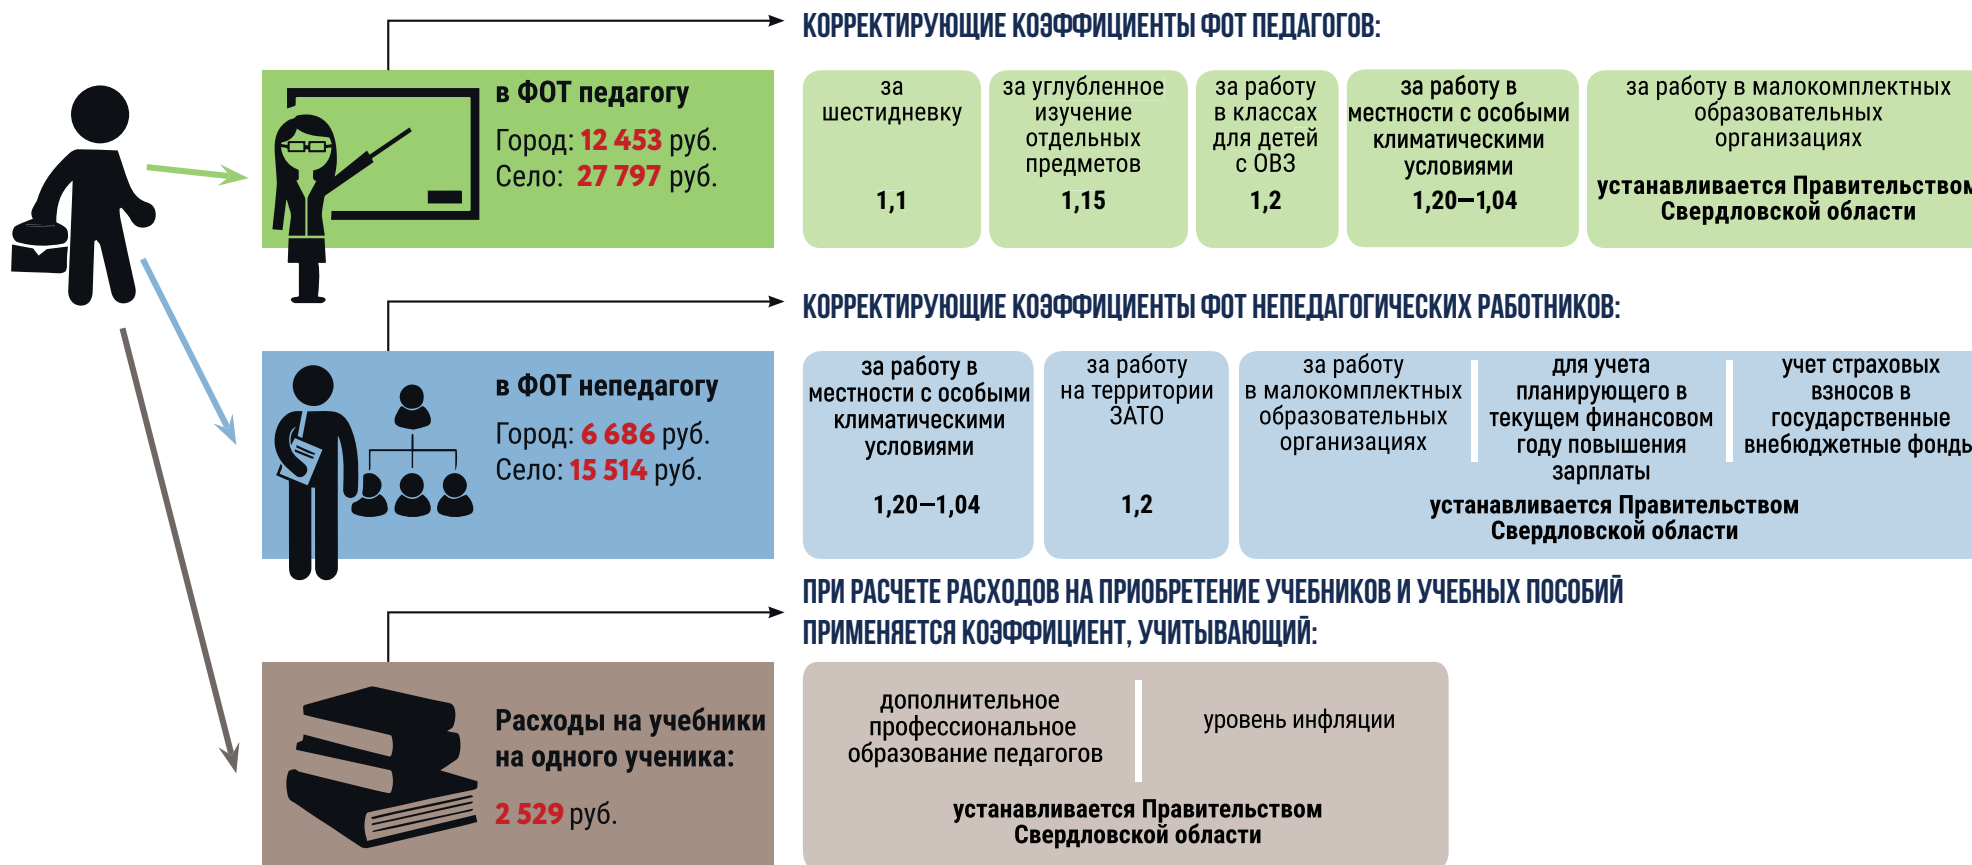 КОРРЕКТИРУЮЩИЕ КОЭФФИЦИЕНТЫ ФОТ ПЕДАГОГОВ:
в ФОТ педагогу
Город: 12 453 руб.
Село: 27 797 руб.
за
шестидневку
1,1
за углубленное
изучение
отдельных
предметов
1,15
за работу
в классах
для детей
с ОВЗ
1,2
за работу в
местности с особыми
климатическими
условиями
1,20—1,04
за работу в малокомплектных
образовательных
организациях
устанавливается Правительством
Свердловской области
КОРРЕКТИРУЮЩИЕ КОЭФФИЦИЕНТЫ ФОТ НЕПЕДАГОГИЧЕСКИХ РАБОТНИКОВ:
в ФОТ непедагогу
Город: 6 686 руб.
Село: 15 514 руб.
за работу в
местности с особыми
климатическими
условиями
1,20—1,04
за работу
на территории
ЗАТО
1,2
за работу
в малокомплектных
образовательных
организациях
для учета
планирующего в
текущем финансовом
году повышения
зарплаты
учет страховых
взносов в
государственные
внебюджетные фонды
устанавливается Правительством
Свердловской области
ПРИ РАСЧЕТЕ РАСХОДОВ НА ПРИОБРЕТЕНИЕ УЧЕБНИКОВ И УЧЕБНЫХ ПОСОБИЙ
ПРИМЕНЯЕТСЯ КОЭФФИЦИЕНТ, УЧИТЫВАЮЩИЙ:
Расходы на учебники
на одного ученика:
2 529 руб.
дополнительное
профессиональное
образование педагогов
уровень инфляции
устанавливается Правительством
Свердловской области